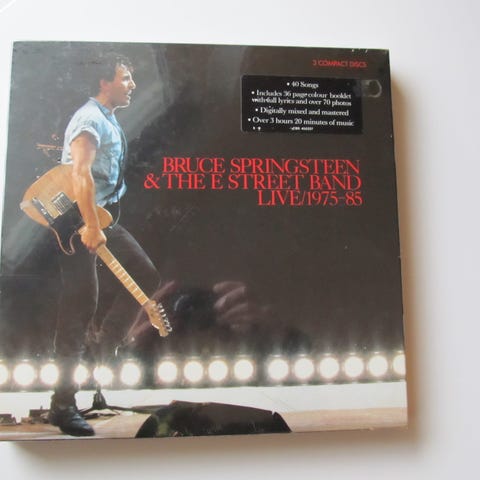 3 COMPACT DISCS
• 40 Songs
• Includes 36 page colour booklet
with full lyrics and over 70 photos
• Digitally mixed and mastered
• Over 3 hours 20 minutes of music
BRUCE SPRINGSTEEN
& THE E STREET BAND
LIVE/1975-85